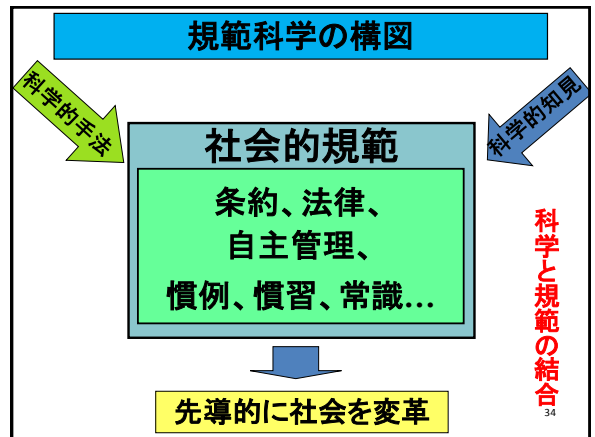 規範科学の構図
科学的手法
科学的知見
社会的規範
条約、法律、
自主管理、
慣例、慣習、常識…
科学と規範の結合
先導的に社会を変革
34